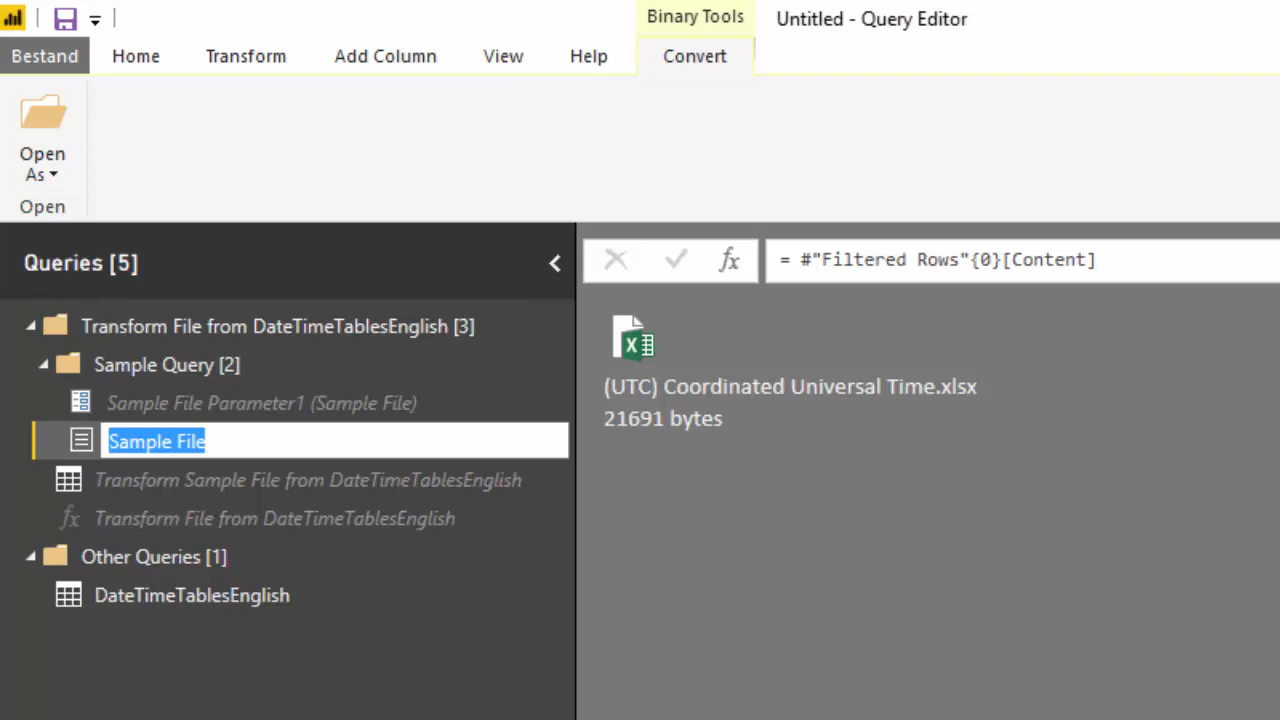 Binary Tools
Untitled - Query Editor
Bestand
Home
Transform
Add Column
View
Help
Convert
Open
As
Open
Queries [5]
fx
= #"Filtered Rows"{0}[Content]
Transform File from DateTimeTablesEnglish [3]
Sample Query [2]
Sample File Parameter1 (Sample File)
Sample File
Transform Sample File from DateTimeTablesEnglish
fx Transform File from DateTimeTablesEnglish
Other Queries [1]
DateTimeTablesEnglish
(UTC) Coordinated Universal Time.xlsx
21691 bytes